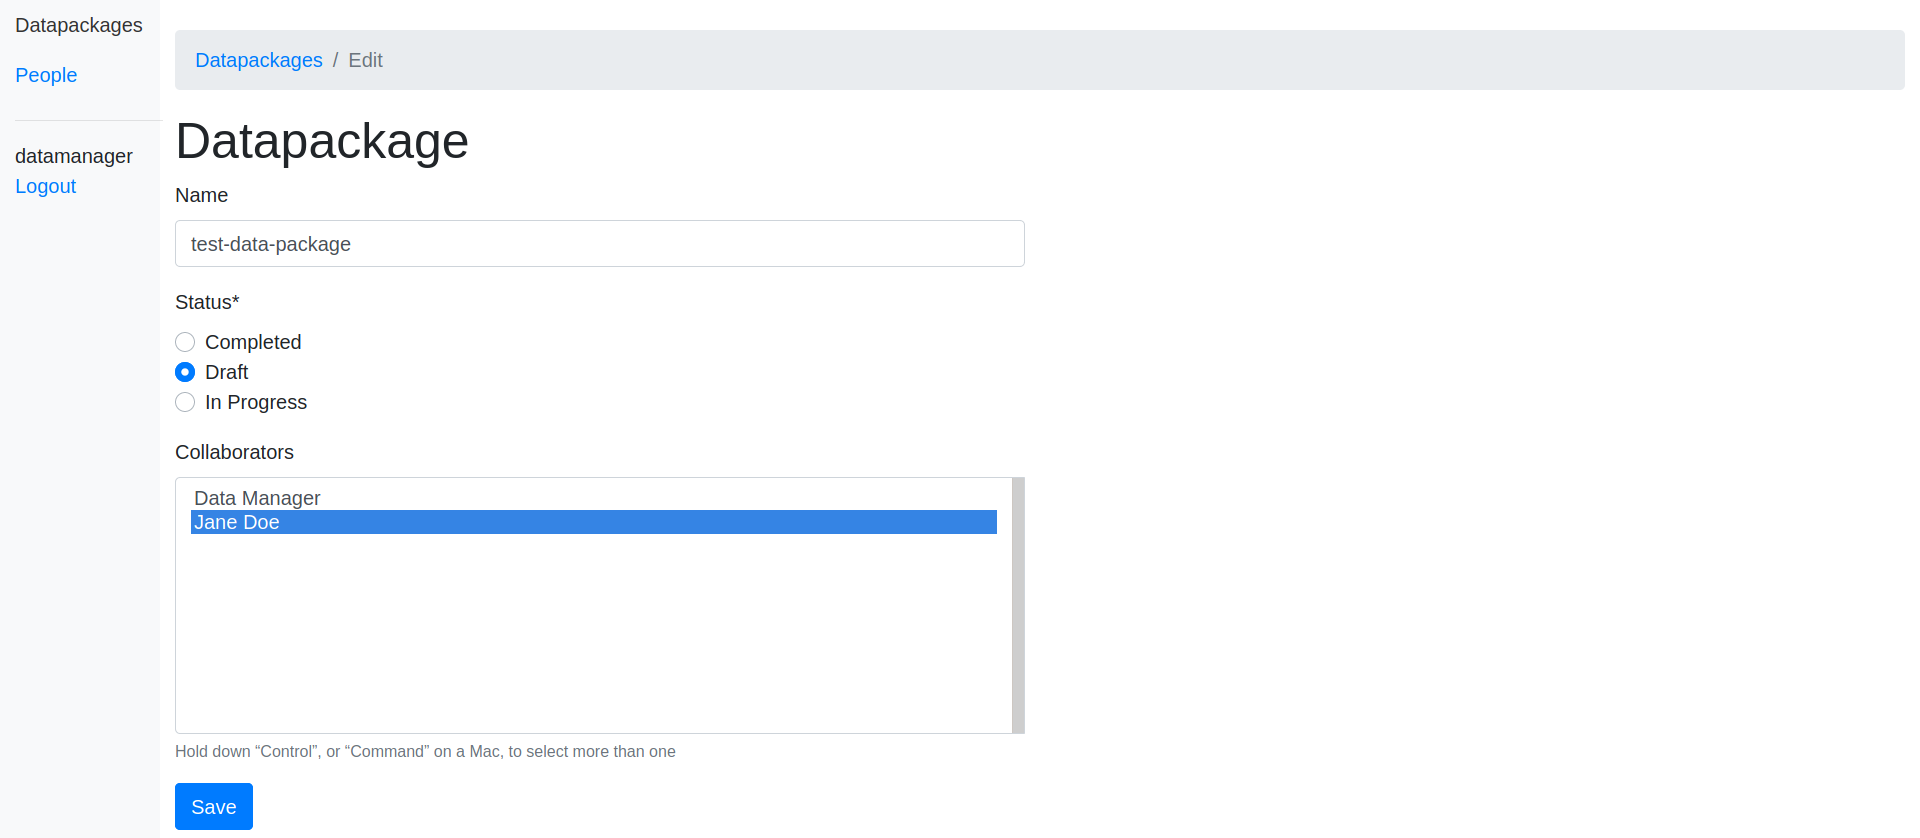 Datapackages
People
datamanager
Logout
Datapackages / Edit
Datapackage
Name
test-data-package
Status*
Completed
Draft
In Progress
Collaborators
Data Manager
Jane Doe
Hold down “Control”, or “Command” on a Mac, to select more than one
Save